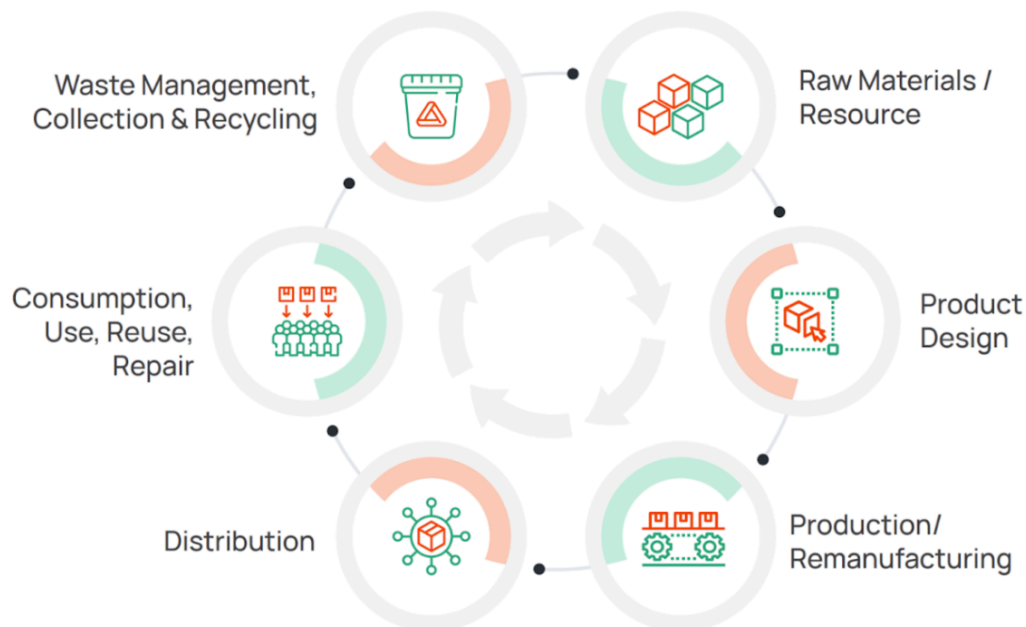 Waste Management,
Collection & Recycling
Raw Materials /
Resource
Consumption,
Use, Reuse,
Repair
Product
Design
Distribution
Production/
Remanufacturing